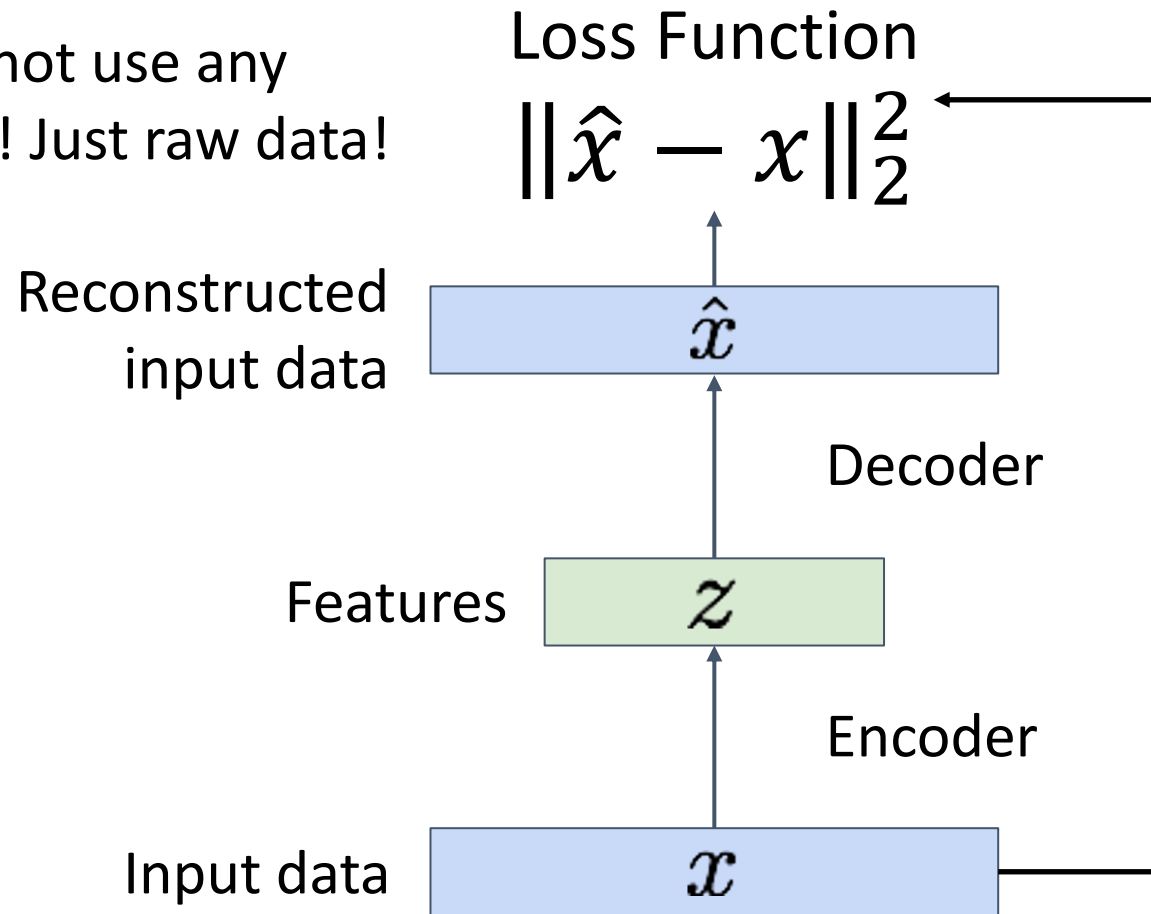 not use any
! Just raw data!
Loss Function
‖x̂ − x‖₂²
Reconstructed
input data
x̂
Decoder
Features
z
Encoder
Input data
x